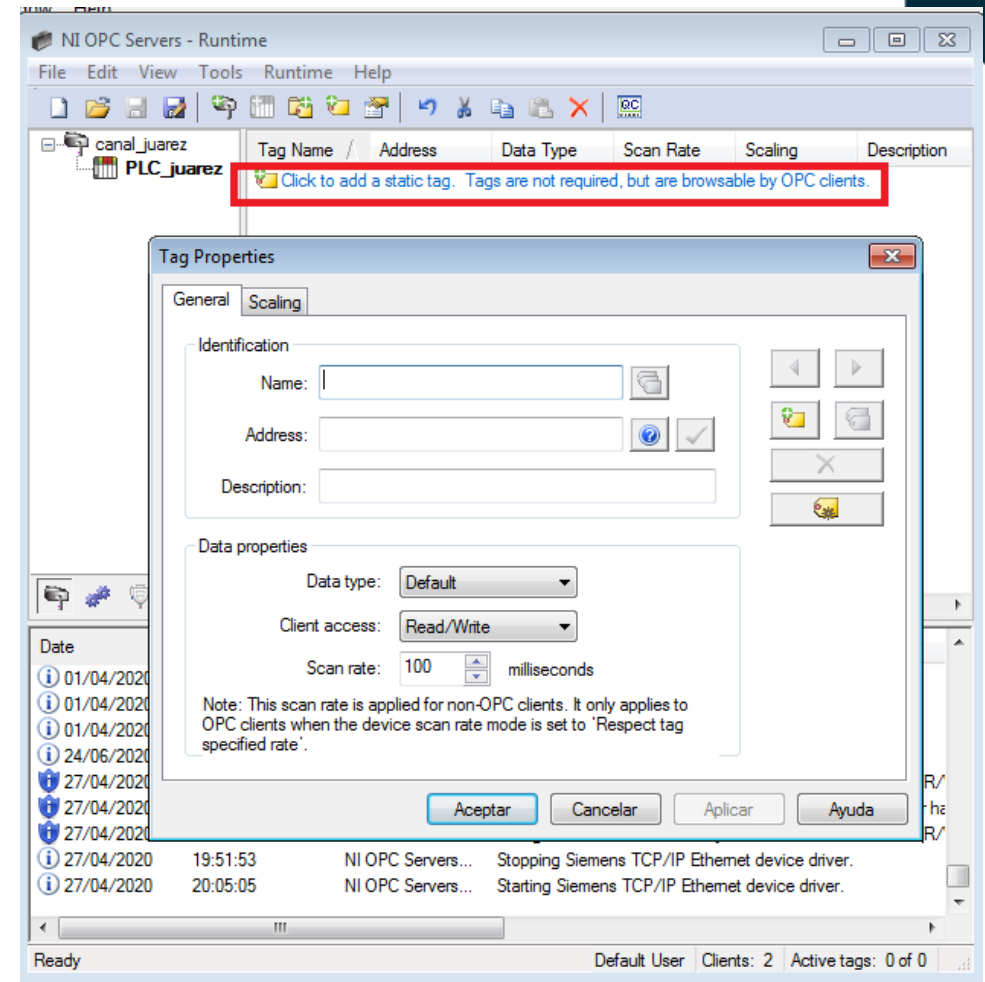 Help
NI OPC Servers - Runtime
File Edit View Tools Runtime Help
canal_juarez
PLC_juarez
Tag Name Address Data Type Scan Rate Scaling Description
Click to add a static tag. Tags are not required, but are browsable by OPC clients.
Tag Properties
General Scaling
Identification
Name:
Address:
Description:
Data properties
Data type: Default
Client access: Read/Write
Scan rate: 100 milliseconds
Note: This scan rate is applied for non-OPC clients. It only applies to
OPC clients when the device scan rate mode is set to 'Respect tag
specified rate'.
Aceptar Cancelar Aplicar Ayuda
Date
01/04/2020
01/04/2020
01/04/2020
24/06/2020
27/04/2020 R/
27/04/2020 ha
27/04/2020 R/
27/04/2020 19:51:53 NI OPC Servers... Stopping Siemens TCP/IP Ethernet device driver.
27/04/2020 20:05:05 NI OPC Servers... Starting Siemens TCP/IP Ethernet device driver.
Ready Default User Clients: 2 Active tags: 0 of 0